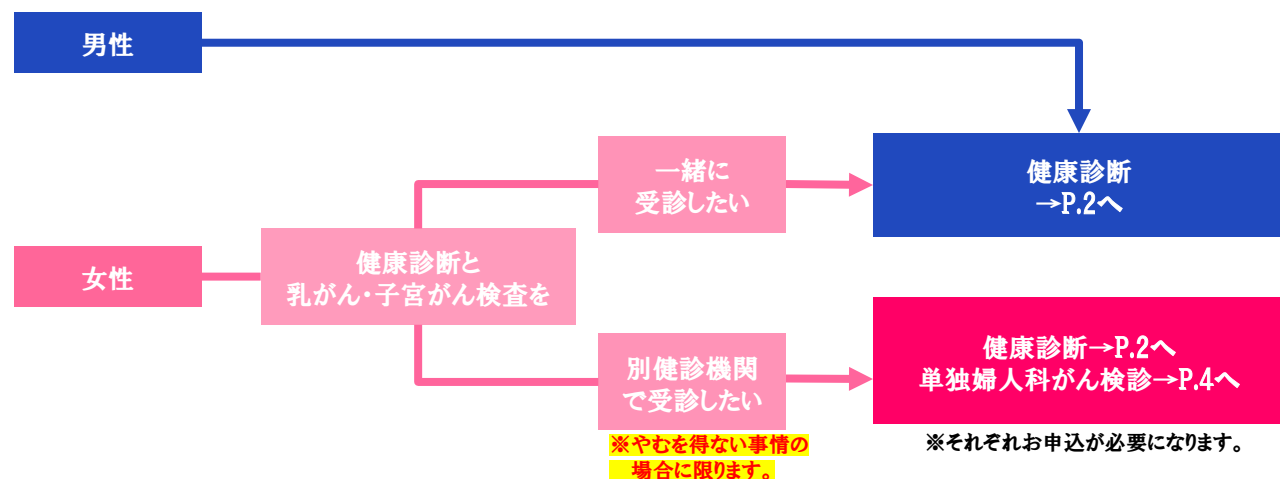 男性
女性
健康診断と
乳がん・子宮がん検査を
一緒に
受診したい
健康診断
→P.2へ
別健診機関
で受診したい
※やむを得ない事情の
場合に限ります。
健康診断→P.2へ
単独婦人科がん検診→P.4へ
※それぞれお申込が必要になります。